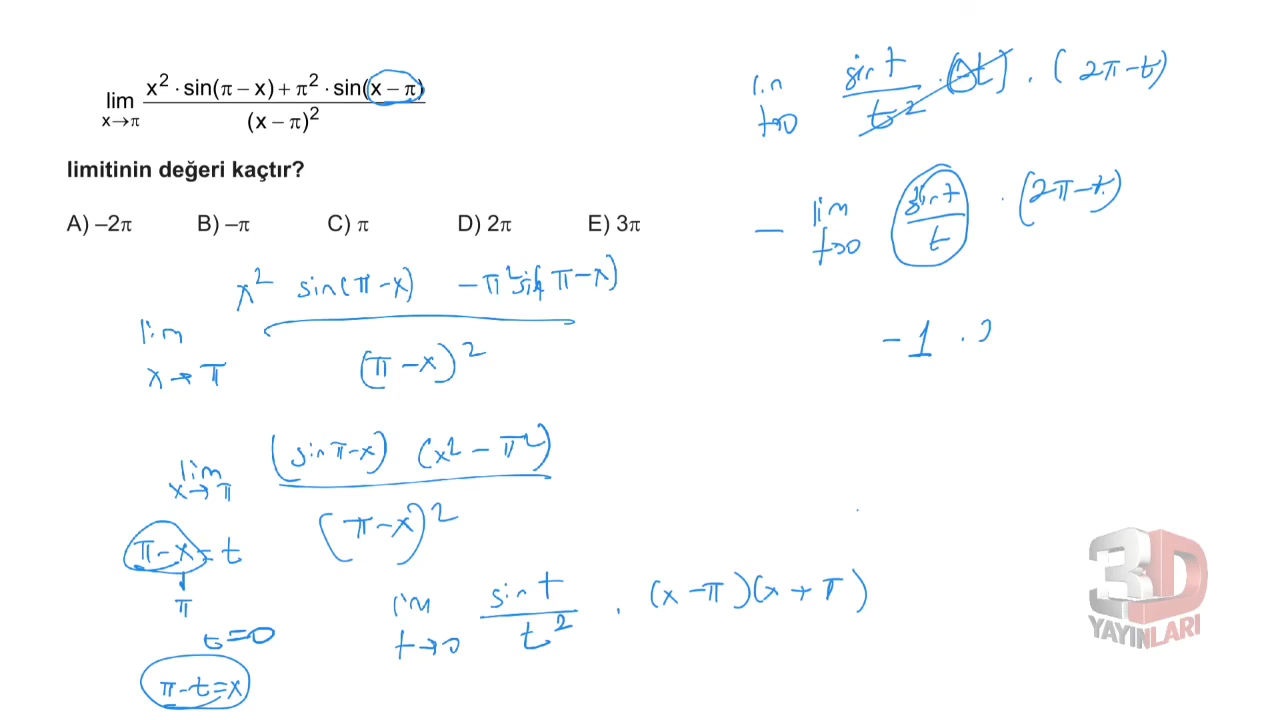 lim x→π x² · sin(π − x) + π² · sin(x − π) / (x − π)²
limitinin değeri kaçtır?
A) −2π B) −π C) π D) 2π E) 3π
lim x→π x² sin(π−x) −π² sin(π−x) / (π−x)²
lim x→π (sin π−x) (x² − π²) / (π−x)²
π−x = t
π
t=0
π−t=x
lim t→0 sin t / t² . (x−π)(x+π)
lim t→0 sin t / t² · (−t) . (2π−t)
− lim t→0 sin t / t · (2π−t)
−1 .
3D
YAYINLARI